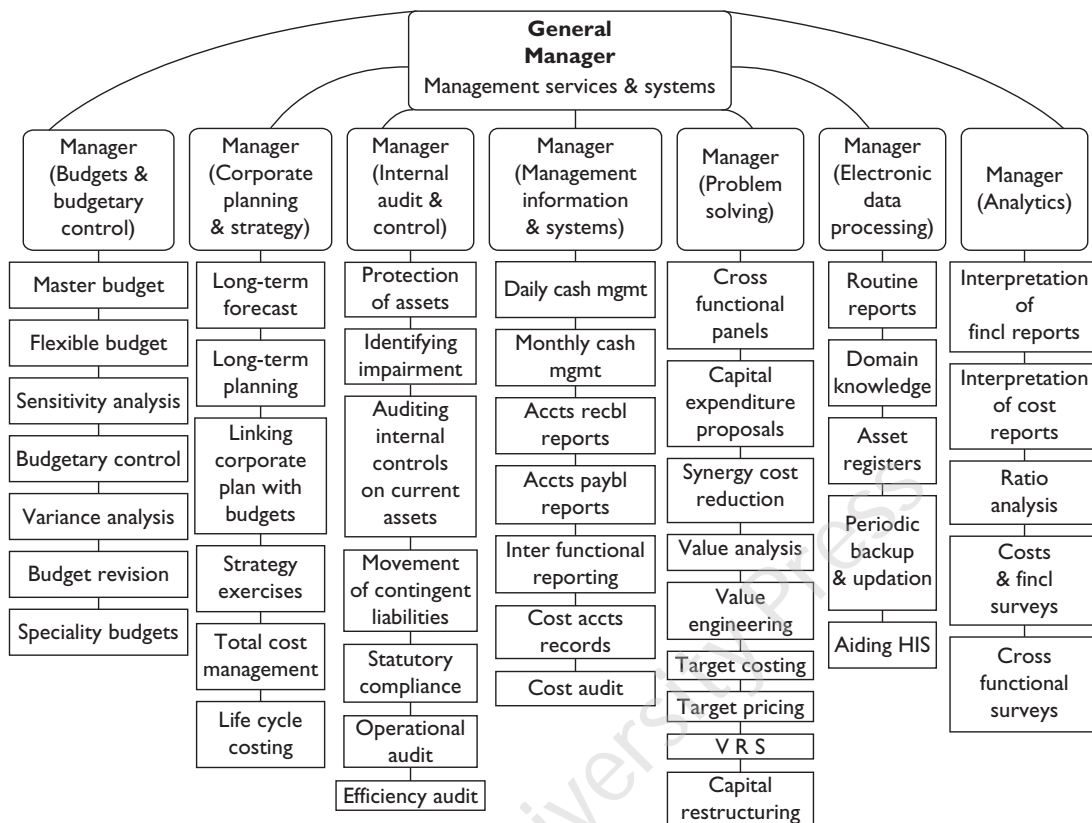 General
Manager
Management services & systems
Manager
(Budgets &
budgetary
control)
Master budget
Flexible budget
Sensitivity analysis
Budgetary control
Variance analysis
Budget revision
Speciality budgets
Manager
(Corporate
planning
& strategy)
Long-term
forecast
Long-term
planning
Linking
corporate
plan with
budgets
Strategy
exercises
Total cost
management
Life cycle
costing
Manager
(Internal
audit &
control)
Protection
of assets
Identifying
impairment
Auditing
internal
controls
on current
assets
Movement
of contingent
liabilities
Statutory
compliance
Operational
audit
Efficiency audit
Manager
(Management
information
& systems)
Daily cash mgmt
Monthly cash
mgmt
Accts recbl
reports
Accts paybl
reports
Inter functional
reporting
Cost accts
records
Cost audit
Manager
(Problem
solving)
Cross
functional
panels
Capital
expenditure
proposals
Synergy cost
reduction
Value analysis
Value
engineering
Target costing
Target pricing
V R S
Capital
restructuring
Manager
(Electronic
data
processing)
Routine
reports
Domain
knowledge
Asset
registers
Periodic
backup
& updation
Aiding HIS
Manager
(Analytics)
Interpretation
of
fincl reports
Interpretation
of cost
reports
Ratio
analysis
Costs
& fincl
surveys
Cross
functional
surveys
iversity Press